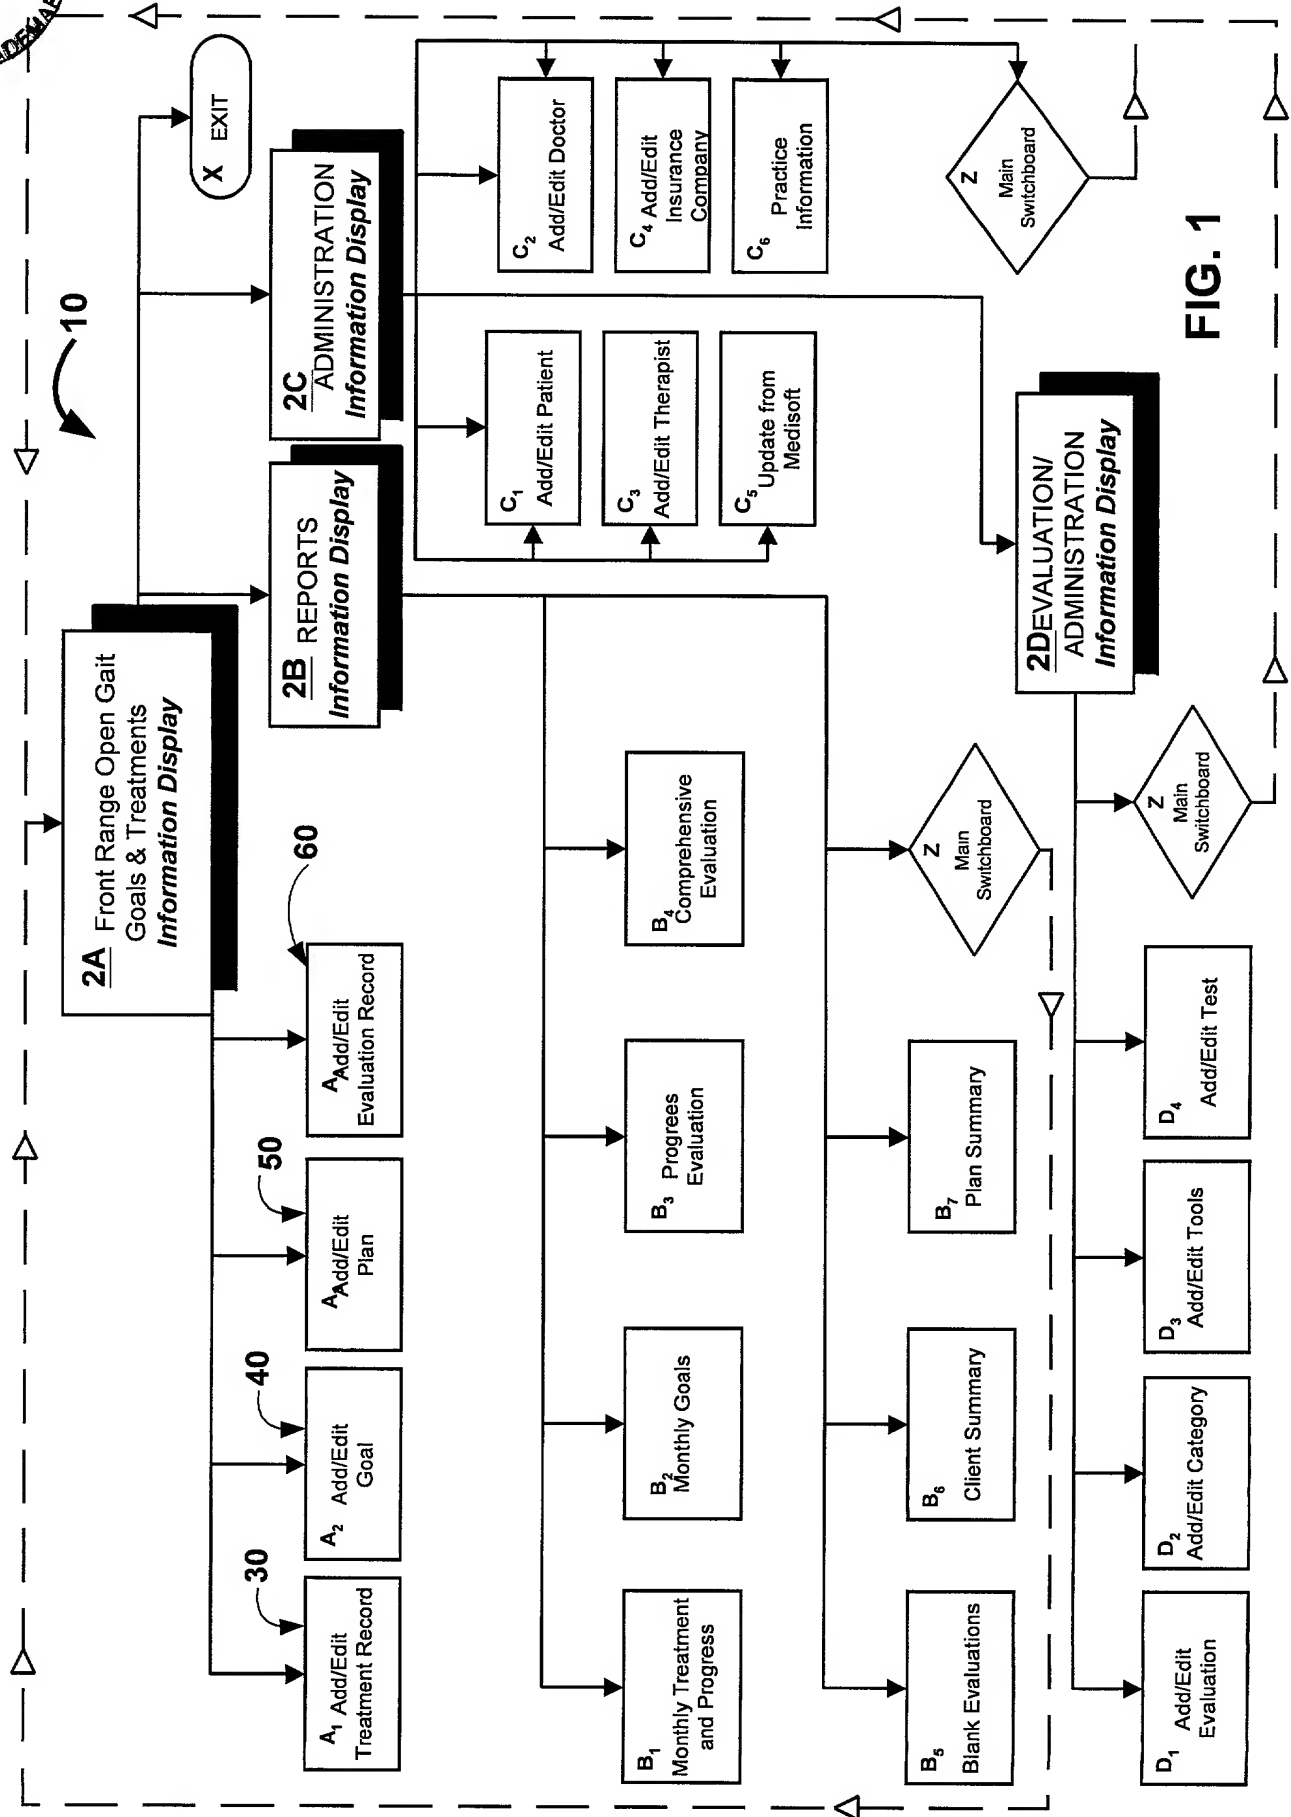 10
2A Front Range Open Gait
Goals & Treatments
Information Display
X EXIT
2B REPORTS
Information Display
2C
ADMINISTRATION
Information Display
30
A1 Add/Edit
Treatment Record
40
A2 Add/Edit
Goal
50
A Add/Edit
Plan
60
A Add/Edit
Evaluation Record
C1
Add/Edit Patient
C2
Add/Edit Doctor
C3
Add/Edit Therapist
C4 Add/Edit
Insurance
Company
C5 Update from
Medisoft
C6 Practice
Information
Z
Main
Switchboard
B1
Monthly Treatment
and Progress
B2
Monthly Goals
B3 Progrees
Evaluation
B4
Comprehensive
Evaluation
B5
Blank Evaluations
B6
Client Summary
B7
Plan Summary
Z
Main
Switchboard
2D EVALUATION/
ADMINISTRATION
Information Display
D1 Add/Edit
Evaluation
D2
Add/Edit Category
D3
Add/Edit Tools
D4
Add/Edit Test
Z
Main
Switchboard
FIG. 1